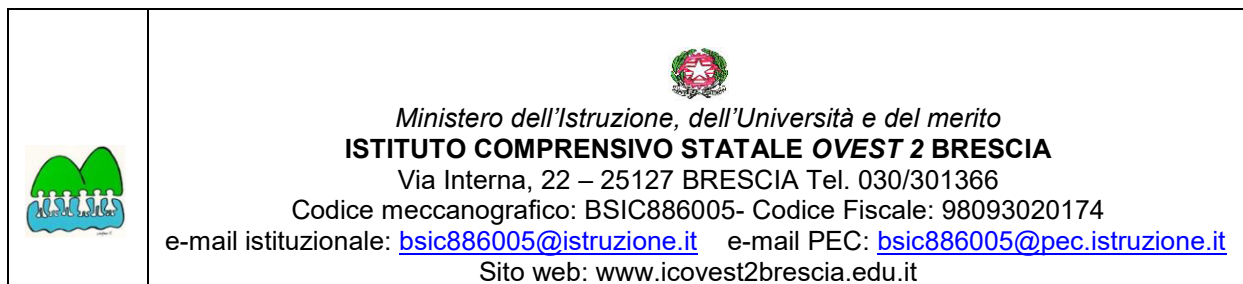 Ministero dell'Istruzione, dell'Università e del merito
ISTITUTO COMPRENSIVO STATALE OVEST 2 BRESCIA
Via Interna, 22 – 25127 BRESCIA Tel. 030/301366
Codice meccanografico: BSIC886005- Codice Fiscale: 98093020174
e-mail istituzionale: bsic886005@istruzione.it e-mail PEC: bsic886005@pec.istruzione.it
Sito web: www.icovest2brescia.edu.it